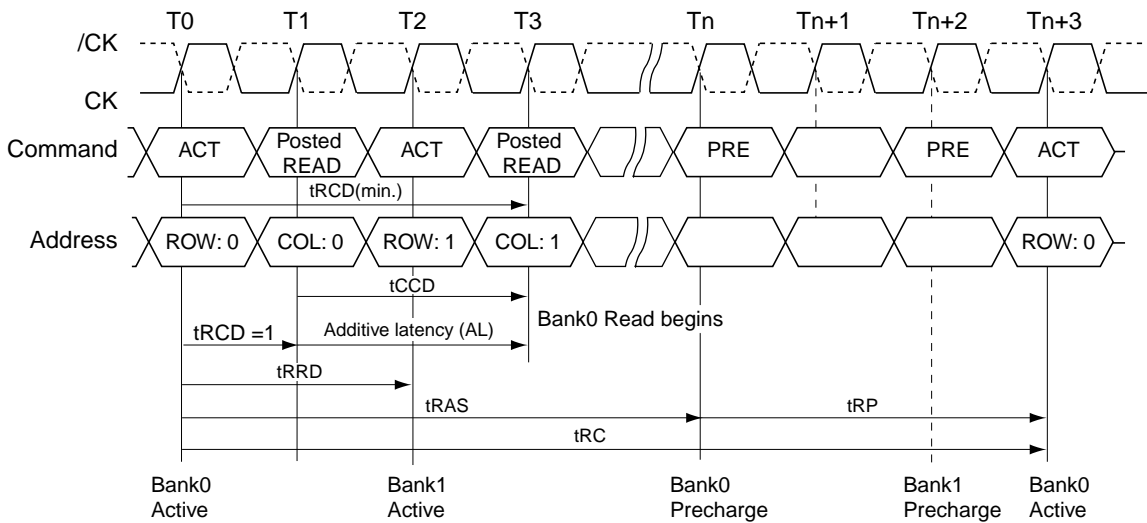 T0 T1 T2 T3 Tn Tn+1 Tn+2 Tn+3
/CK
CK
Command ACT Posted READ ACT Posted READ PRE PRE ACT
tRCD(min.)
Address ROW: 0 COL: 0 ROW: 1 COL: 1 ROW: 0
tCCD
Bank0 Read begins
tRCD =1 Additive latency (AL)
tRRD
tRAS tRP
tRC
Bank0 Active Bank1 Active Bank0 Precharge Bank1 Precharge Bank0 Active